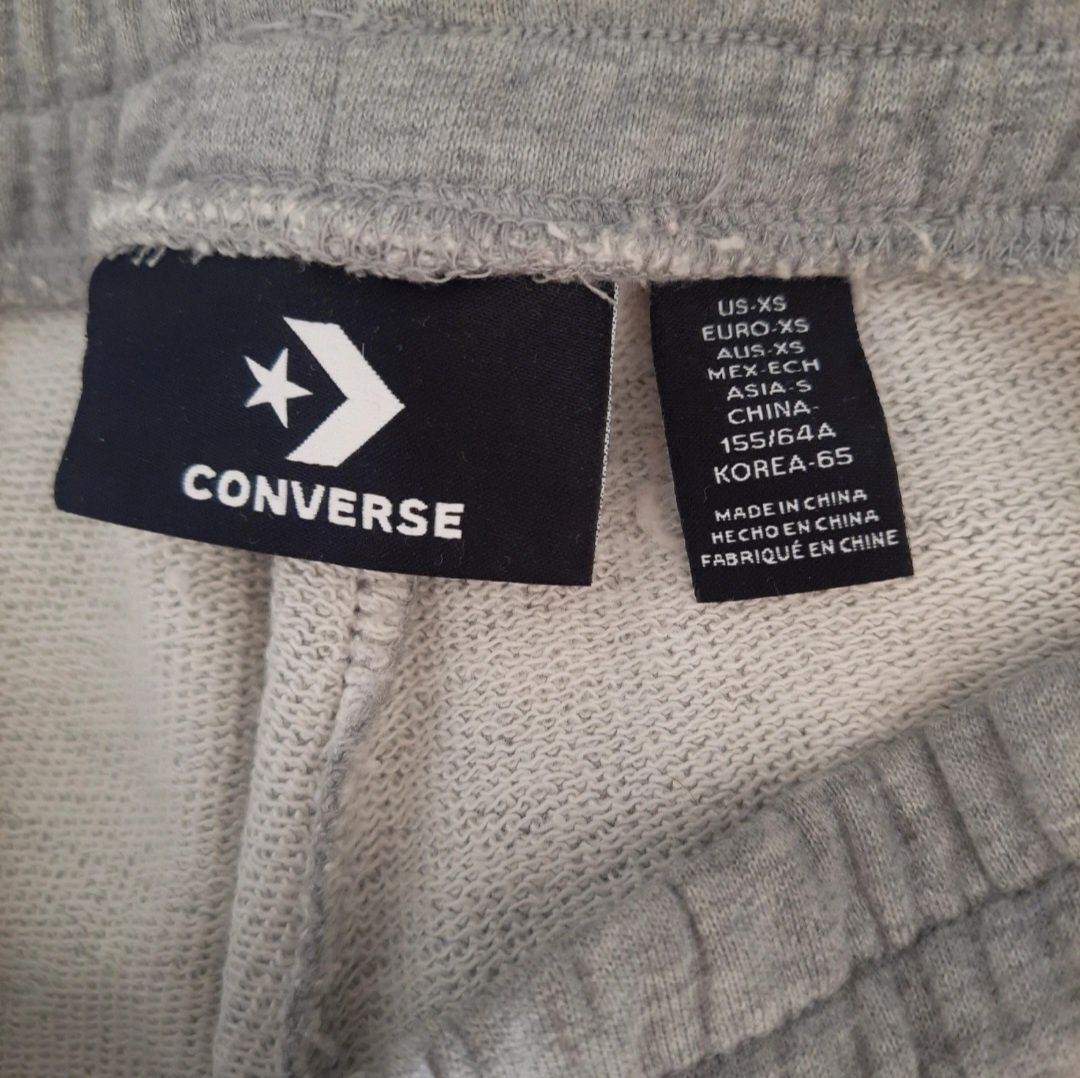 CONVERSE
US-XS
EURO-XS
AUS-XS
MEX-ECH
ASIA-S
CHINA-
155/64A
KOREA-65
MADE IN CHINA
HECHO EN CHINA
FABRIQUÉ EN CHINE